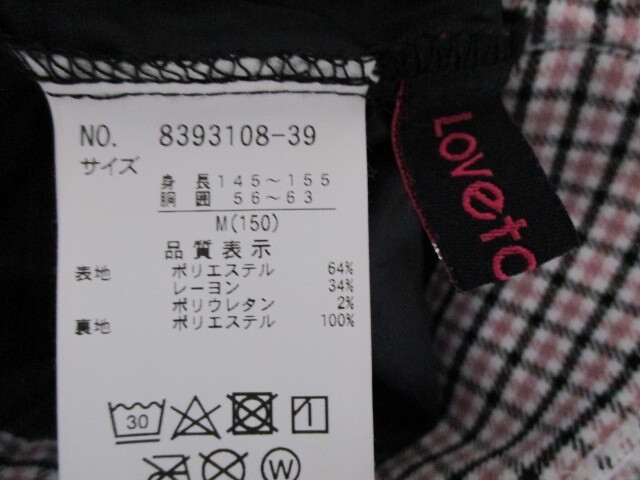 NO. 8393108-39
サイズ
身長 145～155
胴囲 56～63
M(150)
品質表示
表地 ポリエステル 64%
レーヨン 34%
ポリウレタン 2%
裏地 ポリエステル 100%
30
W
Loveto